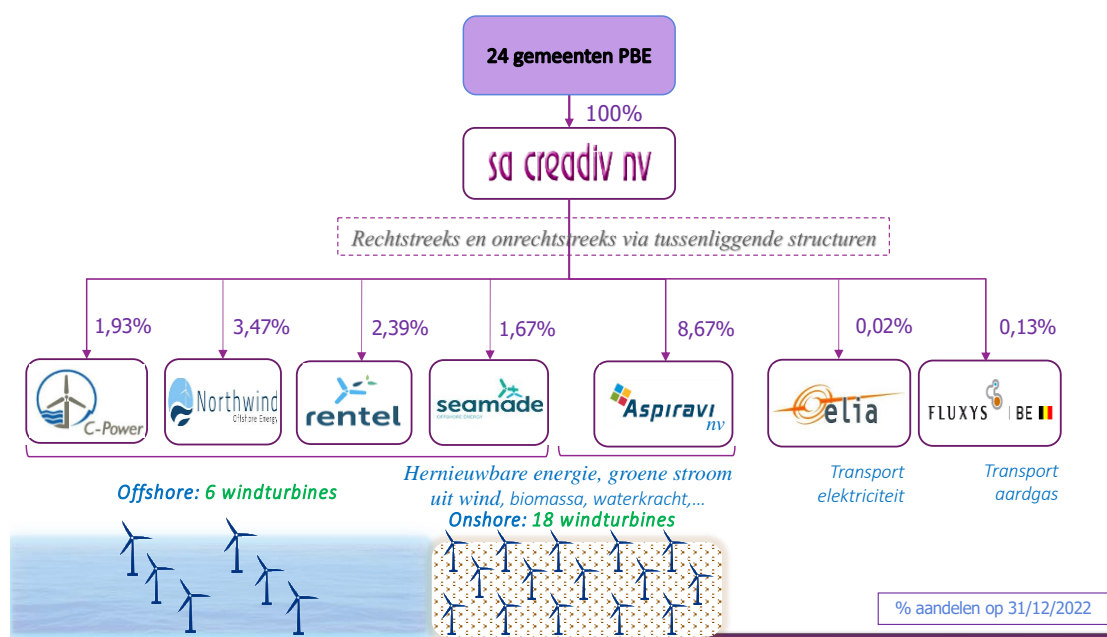 24 gemeenten PBE
100%
sa creadiv nv
Rechtstreeks en onrechtstreeks via tussenliggende structuren
1,93%
3,47%
2,39%
1,67%
8,67%
0,02%
0,13%
C-Power
Northwind
Offshore Energy
rentel
seamade
OFFSHORE ENERGY
Aspiravi
nv
elia
FLUXYS | BE
Offshore: 6 windturbines
Hernieuwbare energie, groene stroom
uit wind, biomassa, waterkracht,...
Onshore: 18 windturbines
Transport
elektriciteit
Transport
aardgas
% aandelen op 31/12/2022